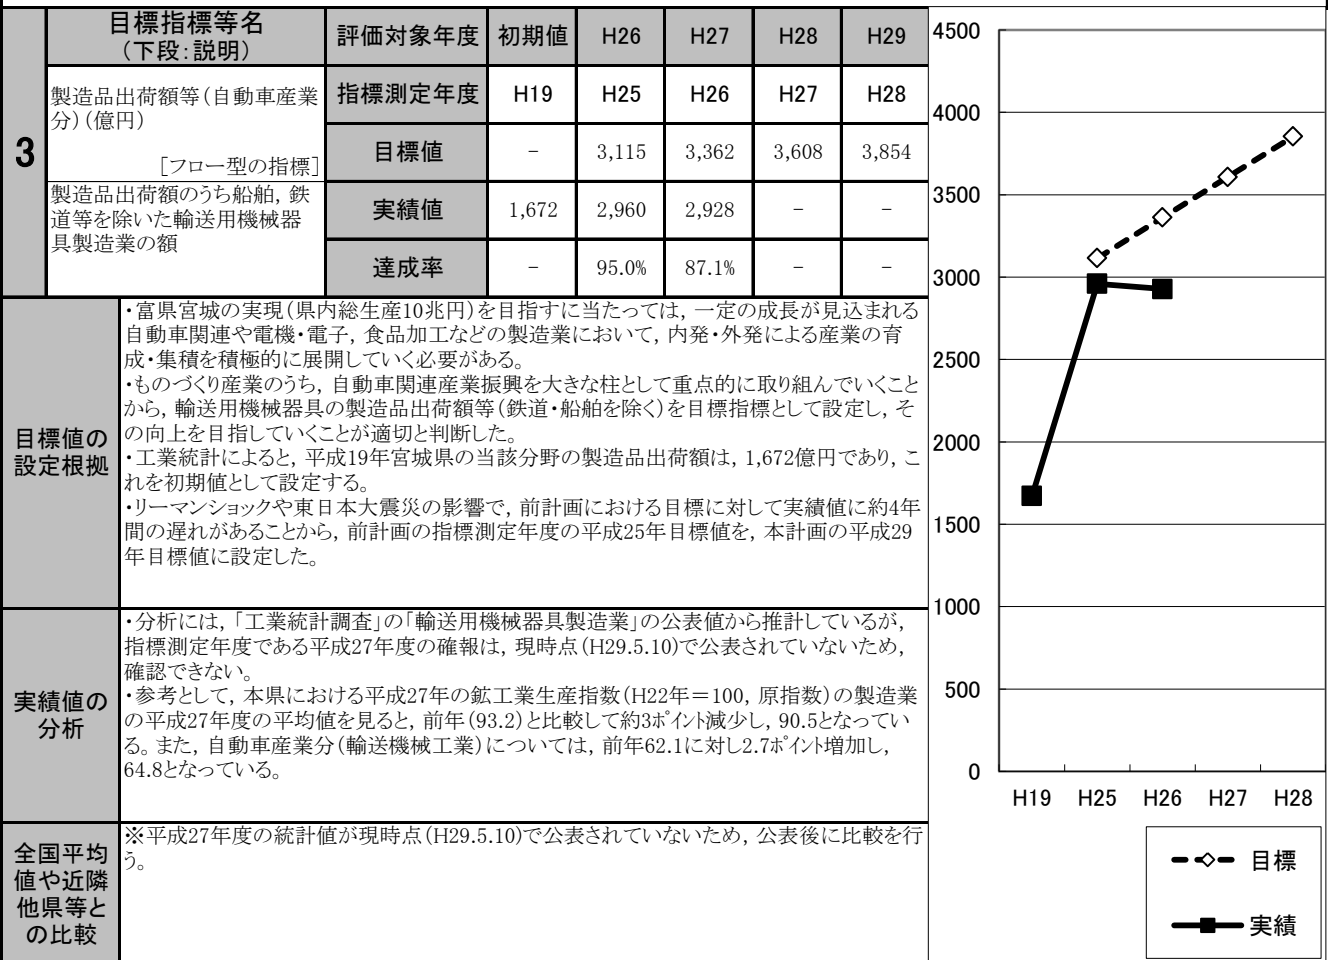 3
目標指標等名
（下段：説明）
評価対象年度 初期値 H26 H27 H28 H29
製造品出荷額等（自動車産業
分）（億円）
[フロー型の指標]
製造品出荷額のうち船舶，鉄
道等を除いた輸送用機械器
具製造業の額
指標測定年度 H19 H25 H26 H27 H28
目標値 － 3,115 3,362 3,608 3,854
実績値 1,672 2,960 2,928 － －
達成率 － 95.0% 87.1% － －
目標値の
設定根拠
・富県宮城の実現（県内総生産10兆円）を目指すに当たっては，一定の成長が見込まれる
自動車関連や電機・電子，食品加工などの製造業において，内発・外発による産業の育
成・集積を積極的に展開していく必要がある。
・ものづくり産業のうち，自動車関連産業振興を大きな柱として重点的に取り組んでいくこと
から，輸送用機械器具の製造品出荷額等（鉄道・船舶を除く）を目標指標として設定し，そ
の向上を目指していくことが適切と判断した。
・工業統計によると，平成19年宮城県の当該分野の製造品出荷額は，1,672億円であり，こ
れを初期値として設定する。
・リーマンショックや東日本大震災の影響で，前計画における目標に対して実績値に約4年
間の遅れがあることから，前計画の指標測定年度の平成25年目標値を，本計画の平成29
年目標値に設定した。
実績値の
分析
・分析には，「工業統計調査」の「輸送用機械器具製造業」の公表値から推計しているが，
指標測定年度である平成27年度の確報は，現時点（H29.5.10）で公表されていないため，
確認できない。
・参考として，本県における平成27年の鉱工業生産指数（H22年＝100，原指数）の製造業
の平成27年度の平均値を見ると，前年（93.2）と比較して約3ﾎﾟｲﾝﾄ減少し，90.5となってい
る。また，自動車産業分（輸送機械工業）については，前年62.1に対し2.7ﾎﾟｲﾝﾄ増加し，
64.8となっている。
全国平均
値や近隣
他県等と
の比較
※平成27年度の統計値が現時点（H29.5.10）で公表されていないため，公表後に比較を行
う。
4500
4000
3500
3000
2500
2000
1500
1000
500
0
H19 H25 H26 H27 H28
目標
実績